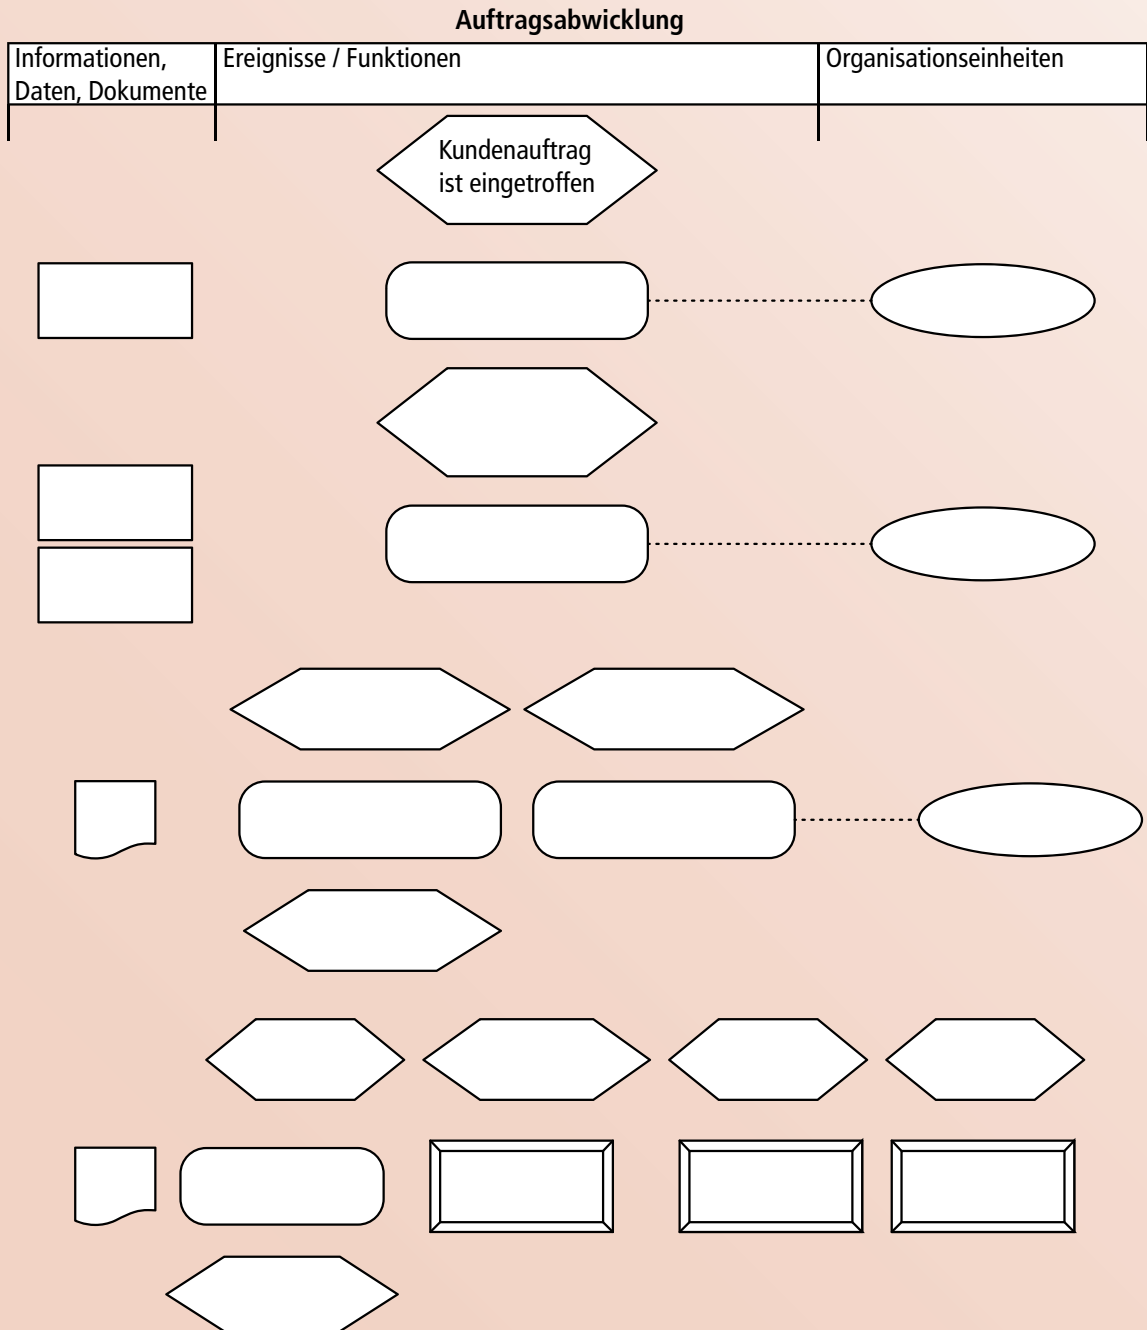 Auftragsabwicklung
Informationen,
Daten, Dokumente
Ereignisse / Funktionen
Organisationseinheiten
Kundenauftrag
ist eingetroffen